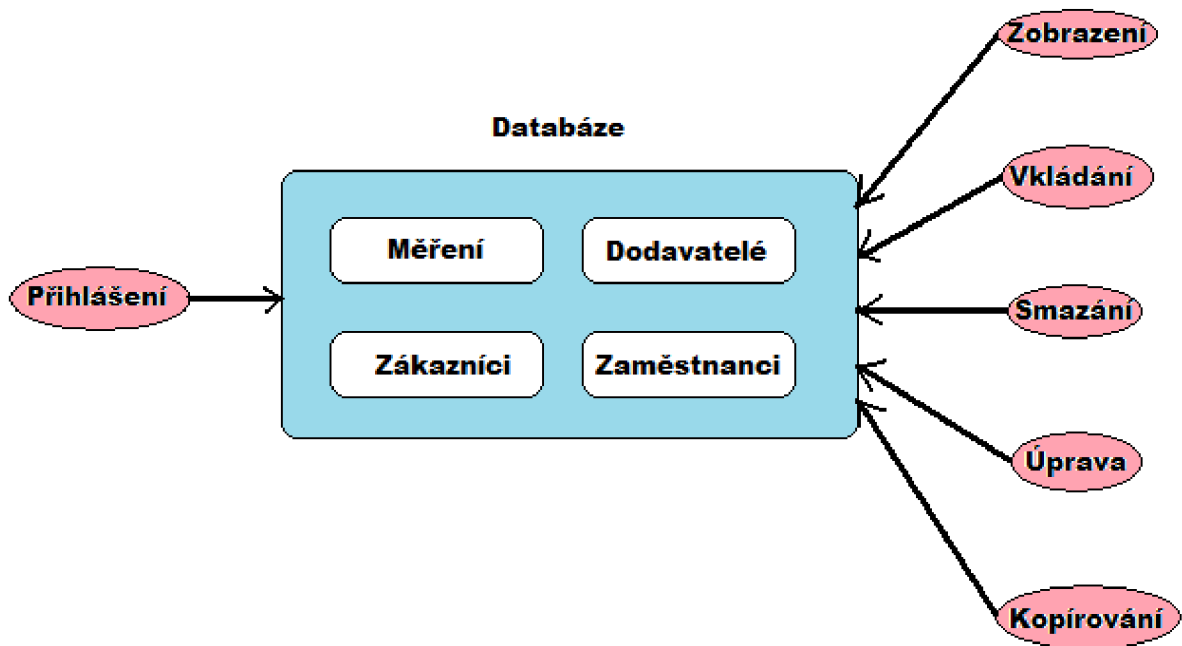 Zobrazení
Databáze
Vkládání
Měření
Dodavatelé
Přihlášení
Smazání
Zákazníci
Zaměstnanci
Úprava
Kopírování